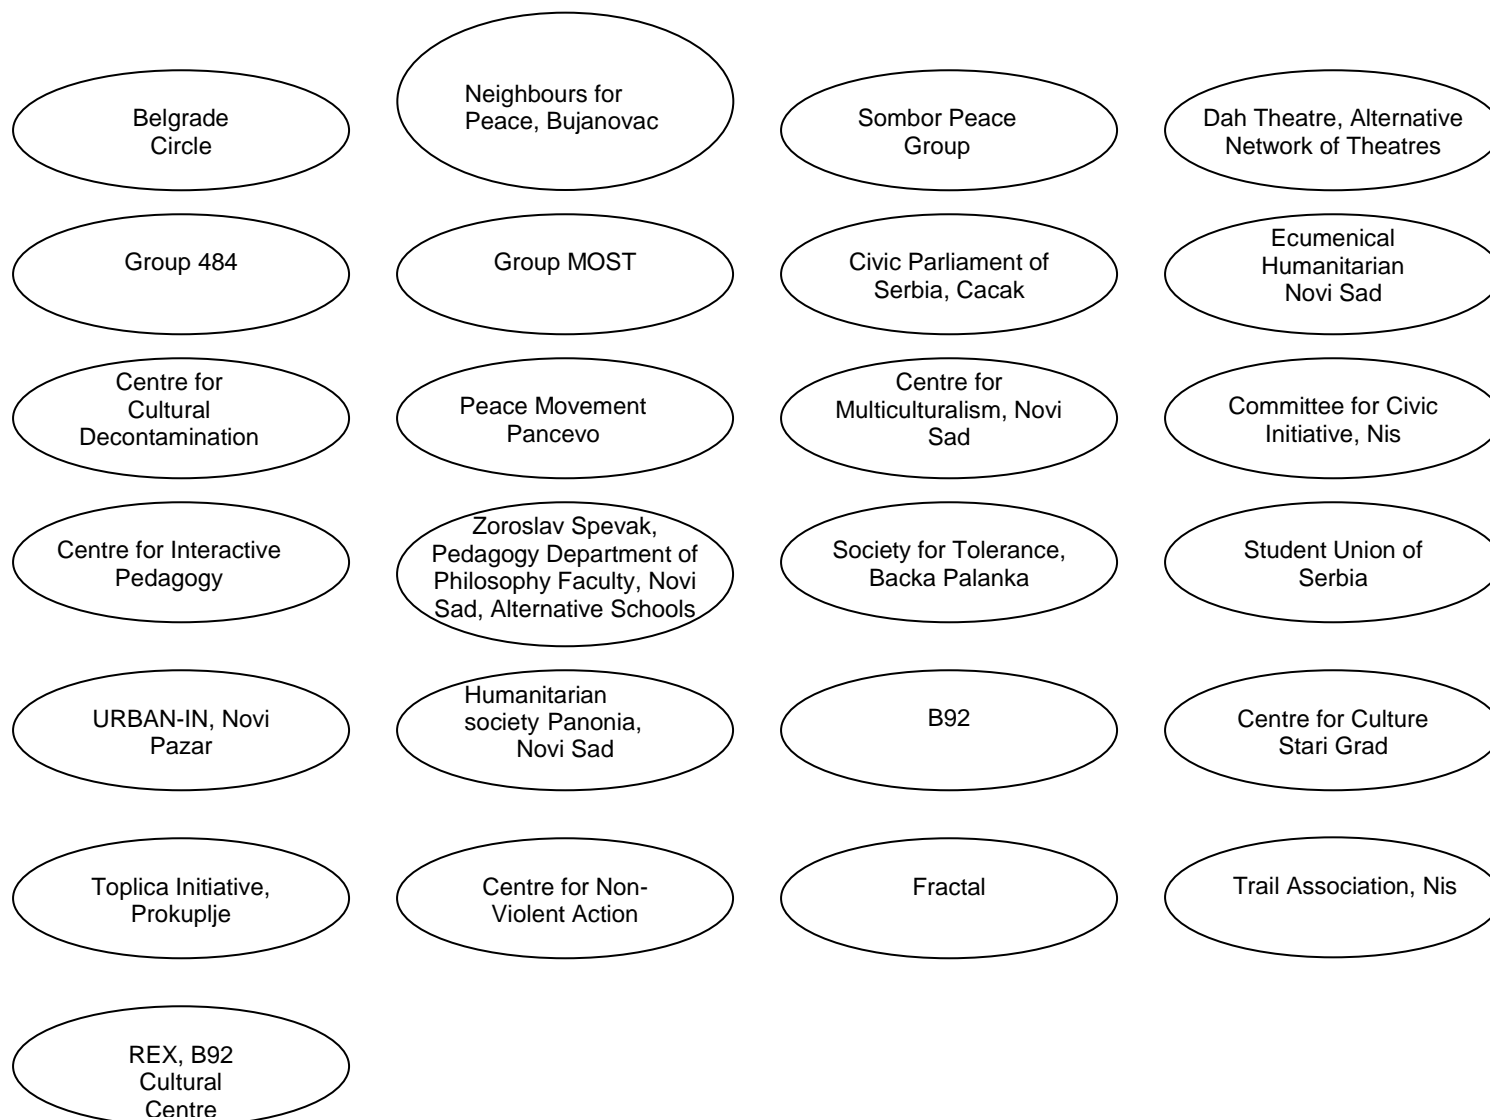 Belgrade
Circle
Neighbours for
Peace, Bujanovac
Sombor Peace
Group
Dah Theatre, Alternative
Network of Theatres
Group 484
Group MOST
Civic Parliament of
Serbia, Cacak
Ecumenical
Humanitarian
Novi Sad
Centre for
Cultural
Decontamination
Peace Movement
Pancevo
Centre for
Multiculturalism, Novi
Sad
Committee for Civic
Initiative, Nis
Centre for Interactive
Pedagogy
Zoroslav Spevak,
Pedagogy Department of
Philosophy Faculty, Novi
Sad, Alternative Schools
Society for Tolerance,
Backa Palanka
Student Union of
Serbia
URBAN-IN, Novi
Pazar
Humanitarian
society Panonia,
Novi Sad
B92
Centre for Culture
Stari Grad
Toplica Initiative,
Prokuplje
Centre for Non-
Violent Action
Fractal
Trail Association, Nis
REX, B92
Cultural
Centre